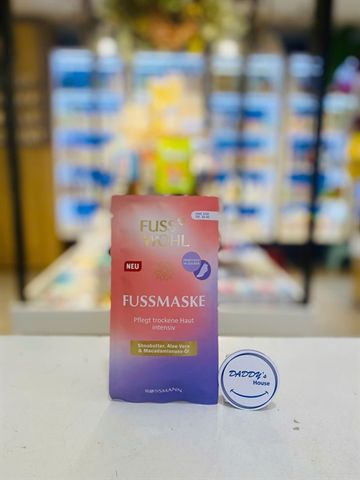 FUSS
WOHL
NEU
FUSSMASKE
Pflegt trockene Haut
intensiv
Sheabutter, Aloe Vera
& Macadamianuss-Öl
ROSSMANN
DADDY's
House